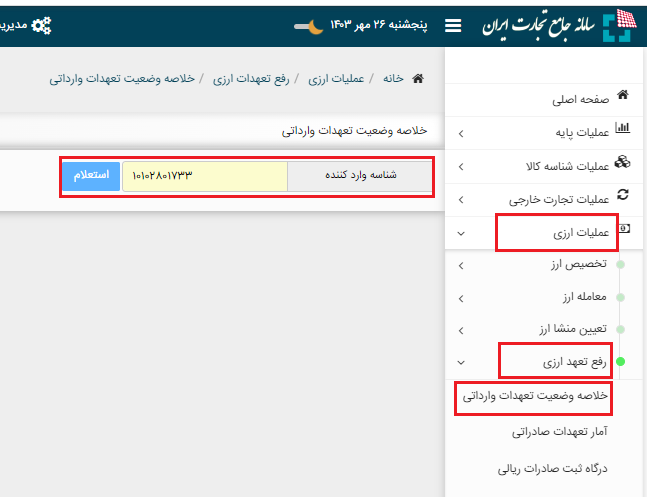 سامانه جامع تجارت ایران
پنجشنبه ۲۶ مهر ۱۴۰۳
خانه / عملیات ارزی / رفع تعهدات ارزی / خلاصه وضعیت تعهدات وارداتی
خلاصه وضعیت تعهدات وارداتی
شناسه وارد کننده
۱۰۱۰۲۸۰۱۷۳۳
استعلام
صفحه اصلی
عملیات پایه
عملیات شناسه کالا
عملیات تجارت خارجی
عملیات ارزی
تخصیص ارز
معامله ارز
تعیین منشا ارز
رفع تعهد ارزی
خلاصه وضعیت تعهدات وارداتی
آمار تعهدات صادراتی
درگاه ثبت صادرات ریالی